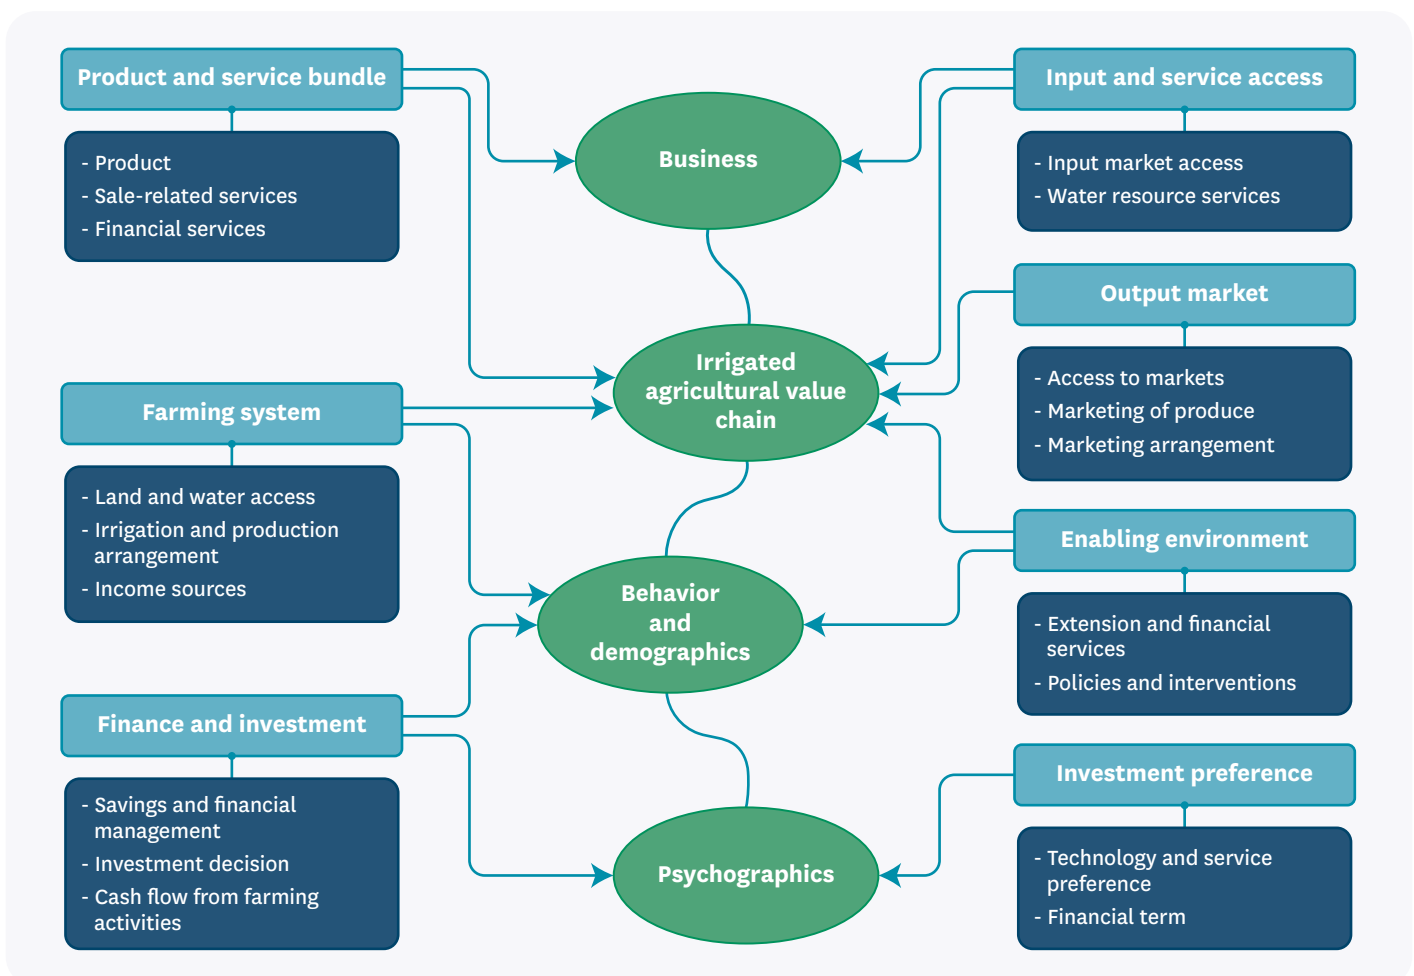 Product and service bundle
- Product
- Sale-related services
- Financial services
Farming system
- Land and water access
- Irrigation and production
arrangement
- Income sources
Finance and investment
- Savings and financial
management
- Investment decision
- Cash flow from farming
activities
Business
Irrigated
agricultural value
chain
Behavior
and
demographics
Psychographics
Input and service access
- Input market access
- Water resource services
Output market
- Access to markets
- Marketing of produce
- Marketing arrangement
Enabling environment
- Extension and financial
services
- Policies and interventions
Investment preference
- Technology and service
preference
- Financial term